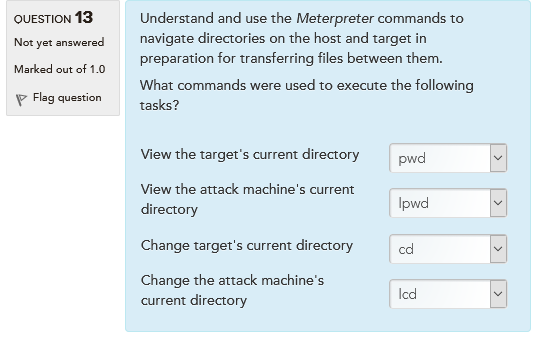 QUESTION 13
Not yet answered
Marked out of 1.0
Flag question
Understand and use the Meterpreter commands to
navigate directories on the host and target in
preparation for transferring files between them.
What commands were used to execute the following
tasks?
View the target's current directory
pwd
View the attack machine's current
directory
lpwd
Change target's current directory
cd
Change the attack machine's
current directory
lcd